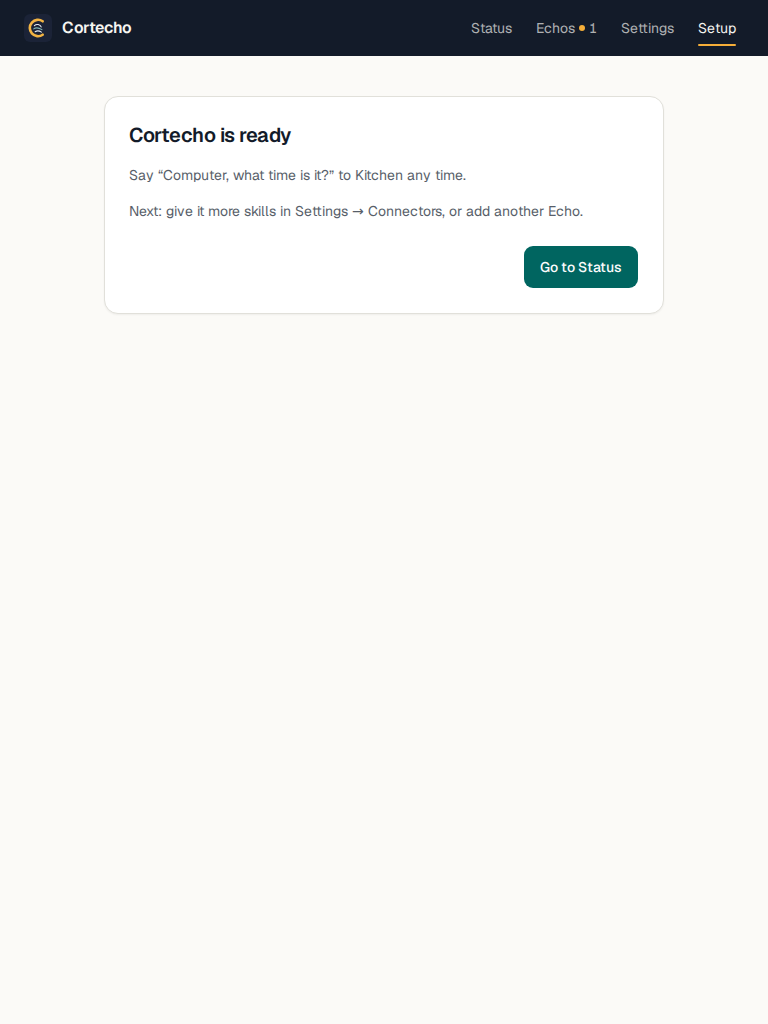 Cortecho
Status
Echos 1
Settings
Setup
Cortecho is ready
Say “Computer, what time is it?” to Kitchen any time.
Next: give it more skills in Settings → Connectors, or add another Echo.
Go to Status